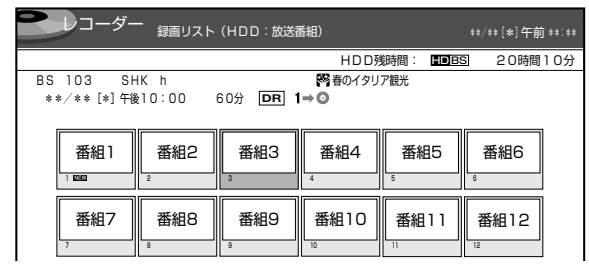 レコーダー 録画リスト（HDD：放送番組） **/**[*]午前**:**
HDD残時間： HD BS 20時間10分
BS 103 SHK h 春のイタリア観光
**/**[*]午後10：00 60分 DR 1➡
番組1 番組2 番組3 番組4 番組5 番組6
1 NEW 2 3 4 5 6
番組7 番組8 番組9 番組10 番組11 番組12
7 8 9 10 11 12